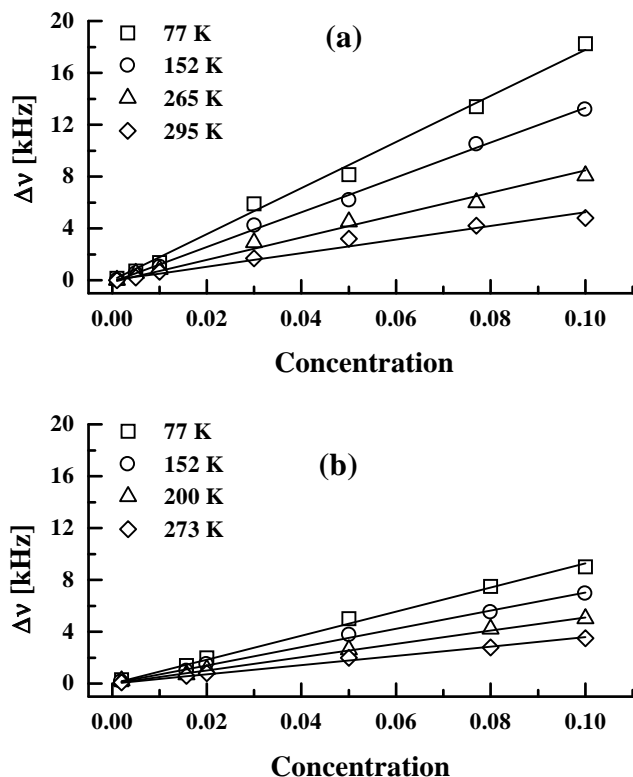 (a)
77 K
152 K
265 K
295 K
20
16
12
8
4
0
Δν [kHz]
0.00 0.02 0.04 0.06 0.08 0.10
Concentration
(b)
77 K
152 K
200 K
273 K
20
16
12
8
4
0
Δν [kHz]
0.00 0.02 0.04 0.06 0.08 0.10
Concentration